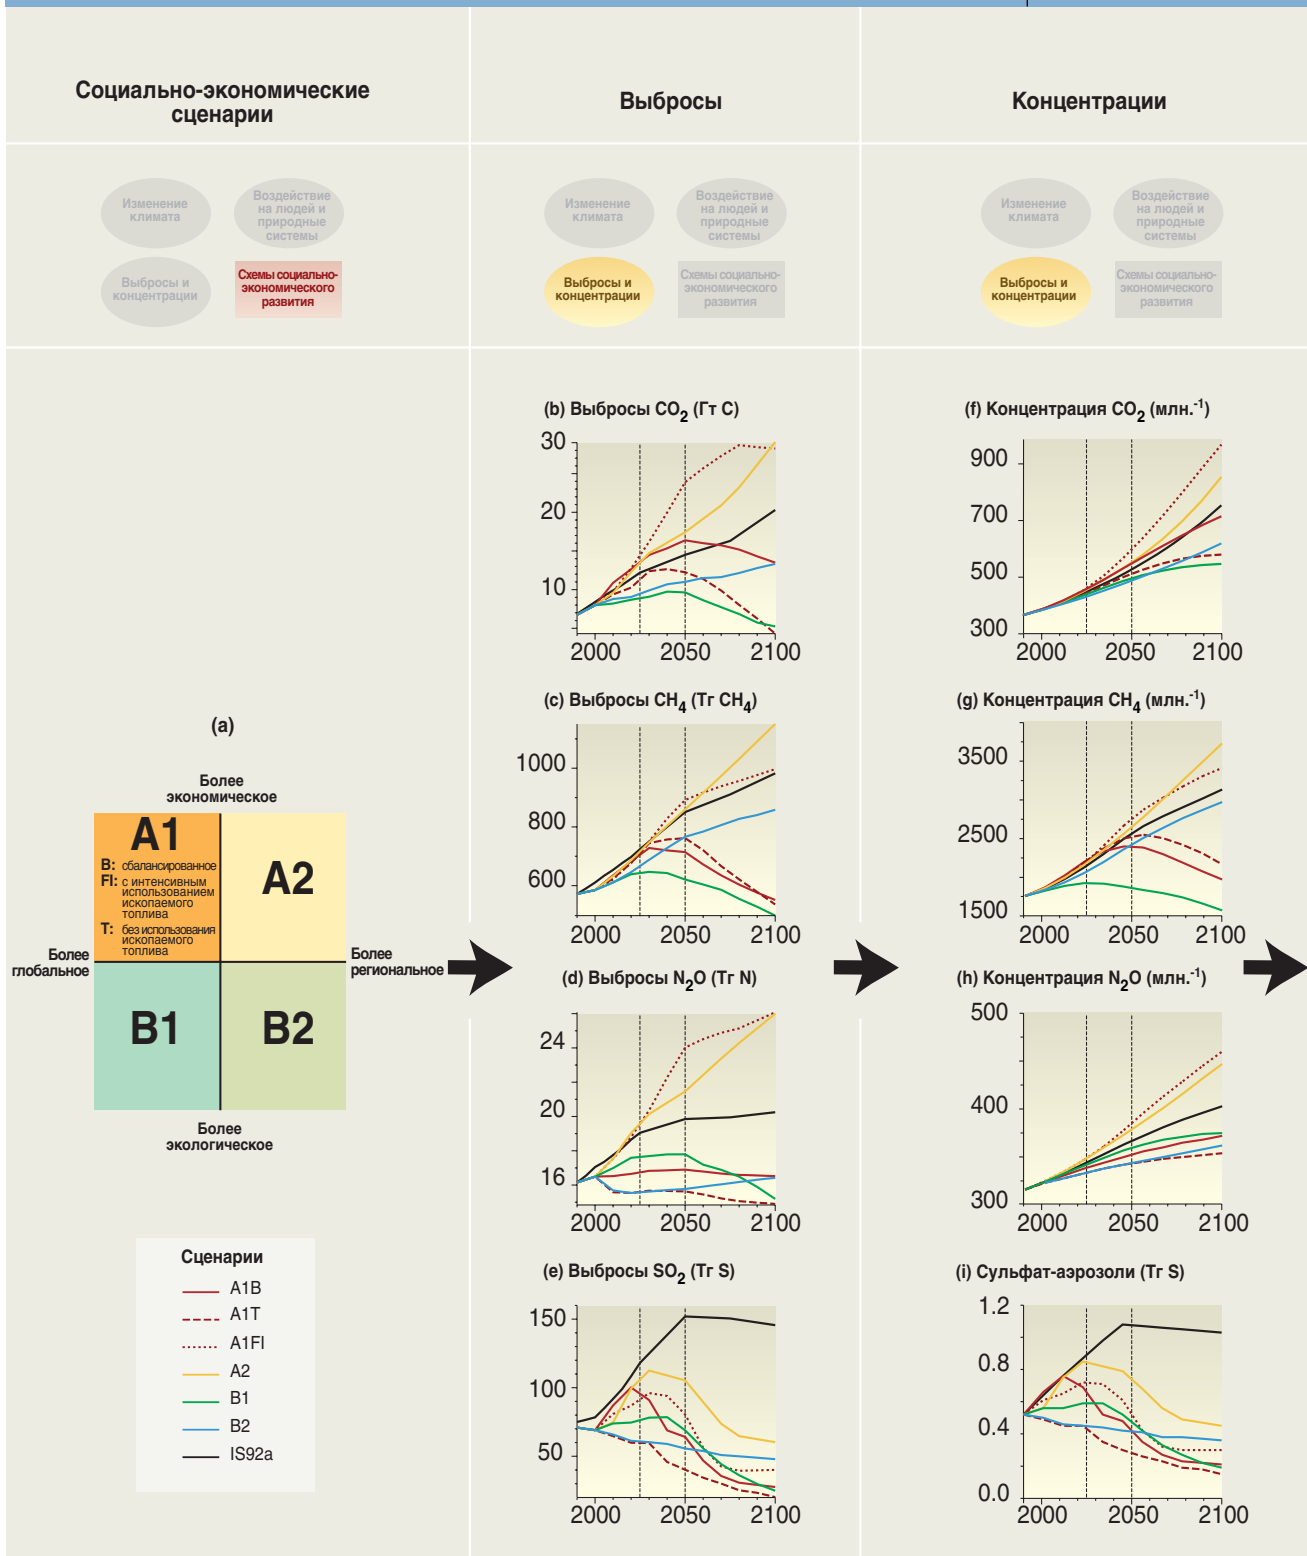 Социально-экономические
сценарии
Выбросы
Концентрации
Изменение
климата
Воздействие
на людей и
природные
системы
Выбросы и
концентрации
Схемы социально-
экономического
развития
Изменение
климата
Воздействие
на людей и
природные
системы
Выбросы и
концентрации
Схемы социально-
экономического
развития
Изменение
климата
Воздействие
на людей и
природные
системы
Выбросы и
концентрации
Схемы социально-
экономического
развития
(a)
Более
экономическое
A1
B: сбалансированное
FI: с интенсивным
использованием
ископаемого
топлива
T: без использования
ископаемого
топлива
A2
Более
глобальное
Более
региональное
B1
B2
Более
экологическое
Сценарии
A1B
A1T
A1FI
A2
B1
B2
IS92a
(b) Выбросы CO2 (Гт C)
30
20
10
2000 2050 2100
(c) Выбросы CH4 (Тг CH4)
1000
800
600
2000 2050 2100
(d) Выбросы N2O (Тг N)
24
20
16
2000 2050 2100
(e) Выбросы SO2 (Тг S)
150
100
50
2000 2050 2100
(f) Концентрация CO2 (млн.-1)
900
700
500
300
2000 2050 2100
(g) Концентрация CH4 (млн.-1)
3500
2500
1500
2000 2050 2100
(h) Концентрация N2O (млн.-1)
500
400
300
2000 2050 2100
(i) Сульфат-аэрозоли (Тг S)
1.2
0.8
0.4
0.0
2000 2050 2100